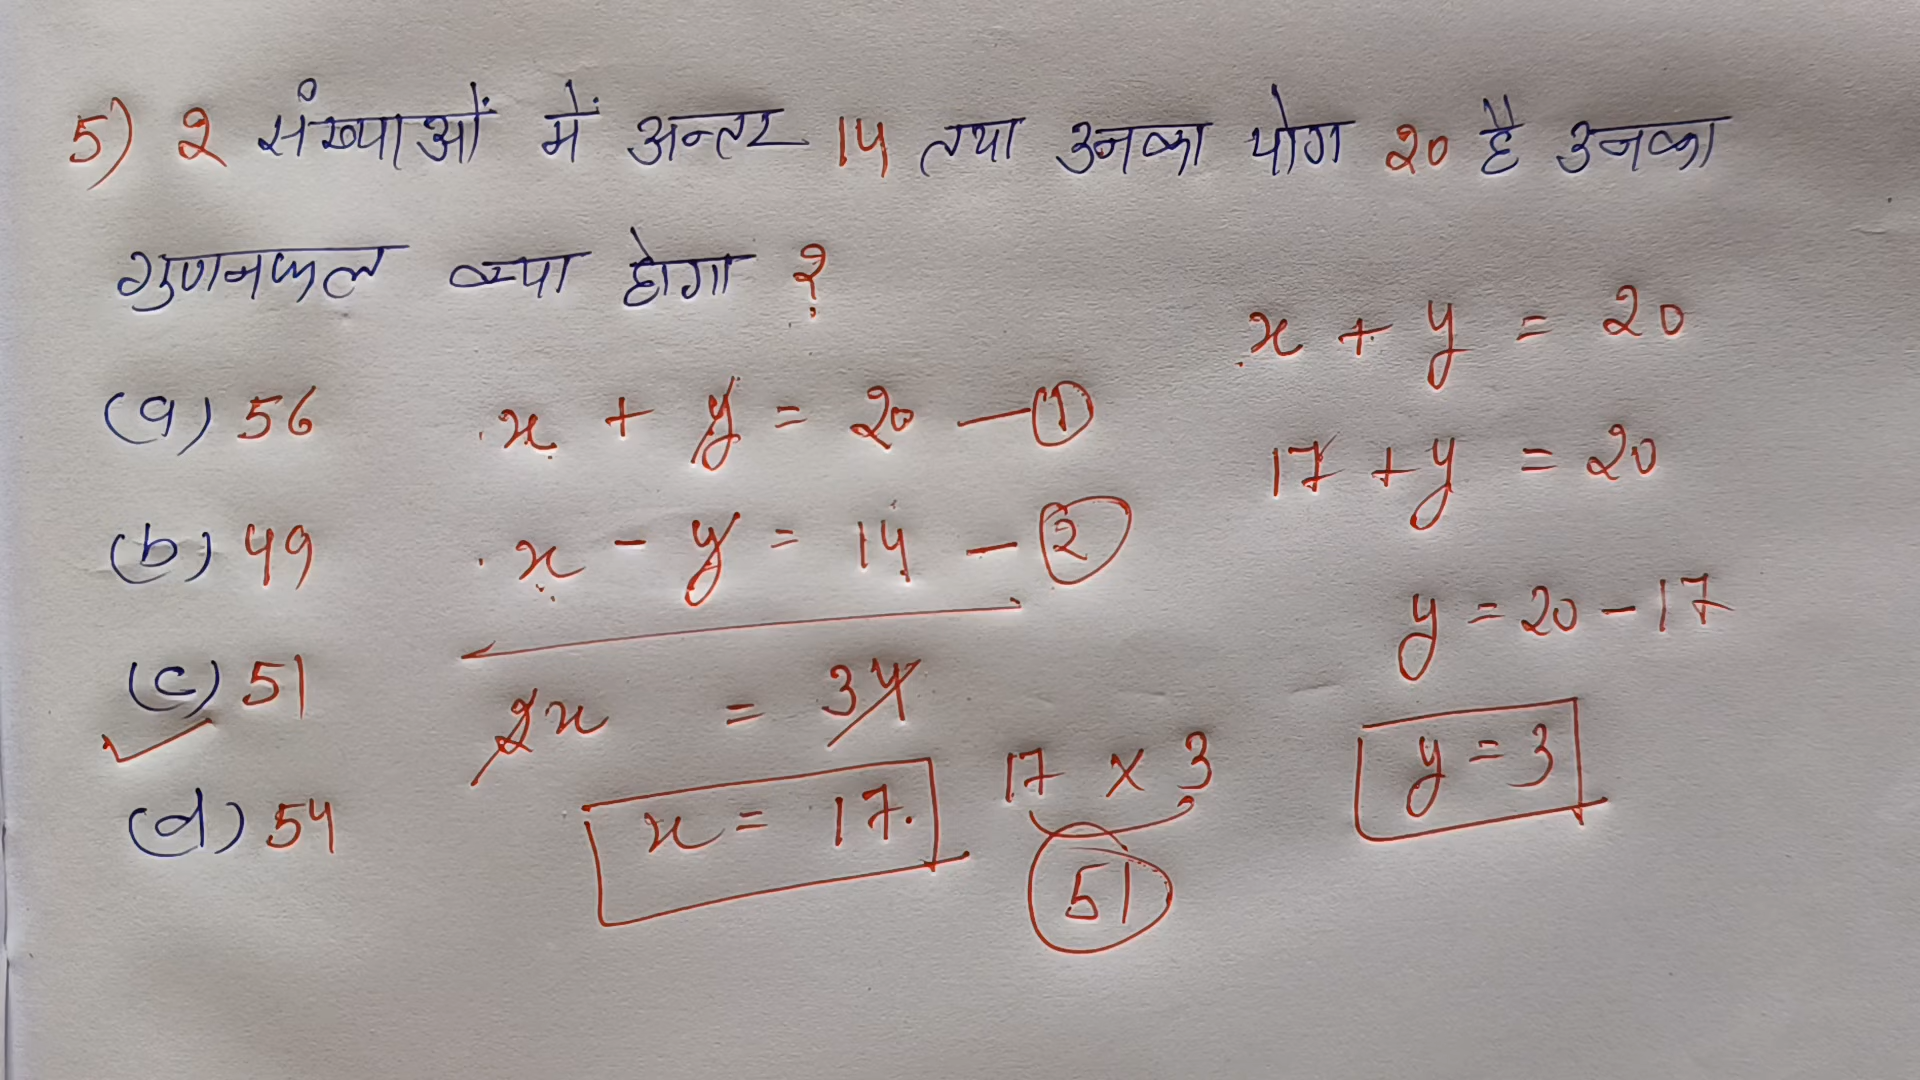 5) 2 संख्याओं में अन्तर 14 तथा उनका योग 20 है उनका
गुणनफल क्या होगा ?
(a) 56
(b) 49
(c) 51
(d) 54
x + y = 20 — ①
x - y = 14 — ②
2x = 34
x = 17.
x + y = 20
17 + y = 20
y = 20 - 17
y = 3
17 × 3
51